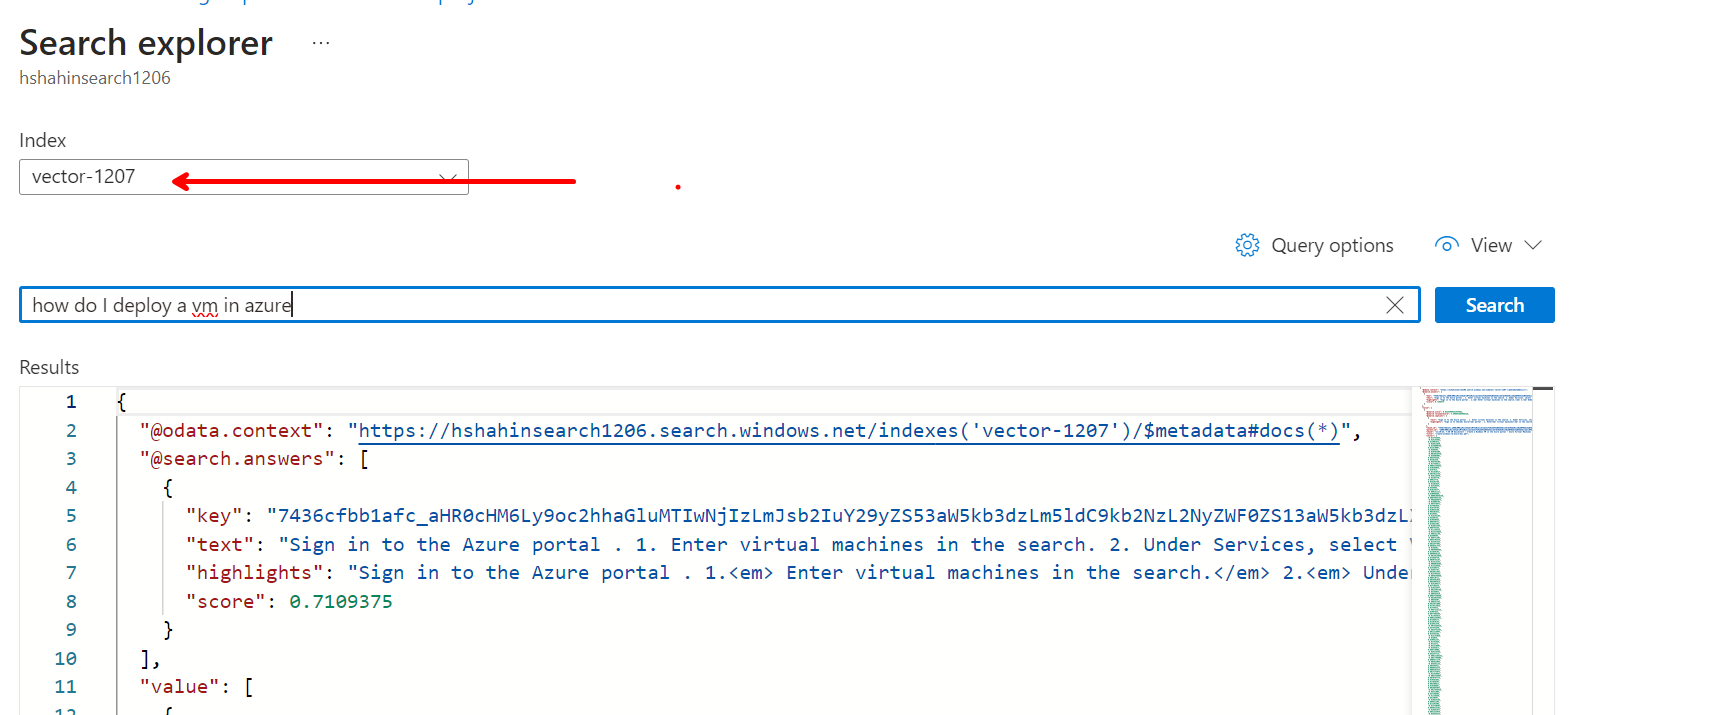 Search explorer ...
hshahinsearch1206
Index
vector-1207
Query options View
how do I deploy a vm in azure
Search
Results
1 {
2 "@odata.context": "https://hshahinsearch1206.search.windows.net/indexes('vector-1207')/$metadata#docs(*)",
3 "@search.answers": [
4 {
5 "key": "7436cfbb1afc_aHR0cHM6Ly9oc2hhaGluMTIwNjIzLmJsb2IuY29yZS53aW5kb3dzLm5ldC9kb2NzL2NyZWF0ZS13aW5kb3dzL
6 "text": "Sign in to the Azure portal . 1. Enter virtual machines in the search. 2. Under Services, select
7 "highlights": "Sign in to the Azure portal . 1.<em> Enter virtual machines in the search.</em> 2.<em> Unde
8 "score": 0.7109375
9 }
10 ],
11 "value": [
12 {